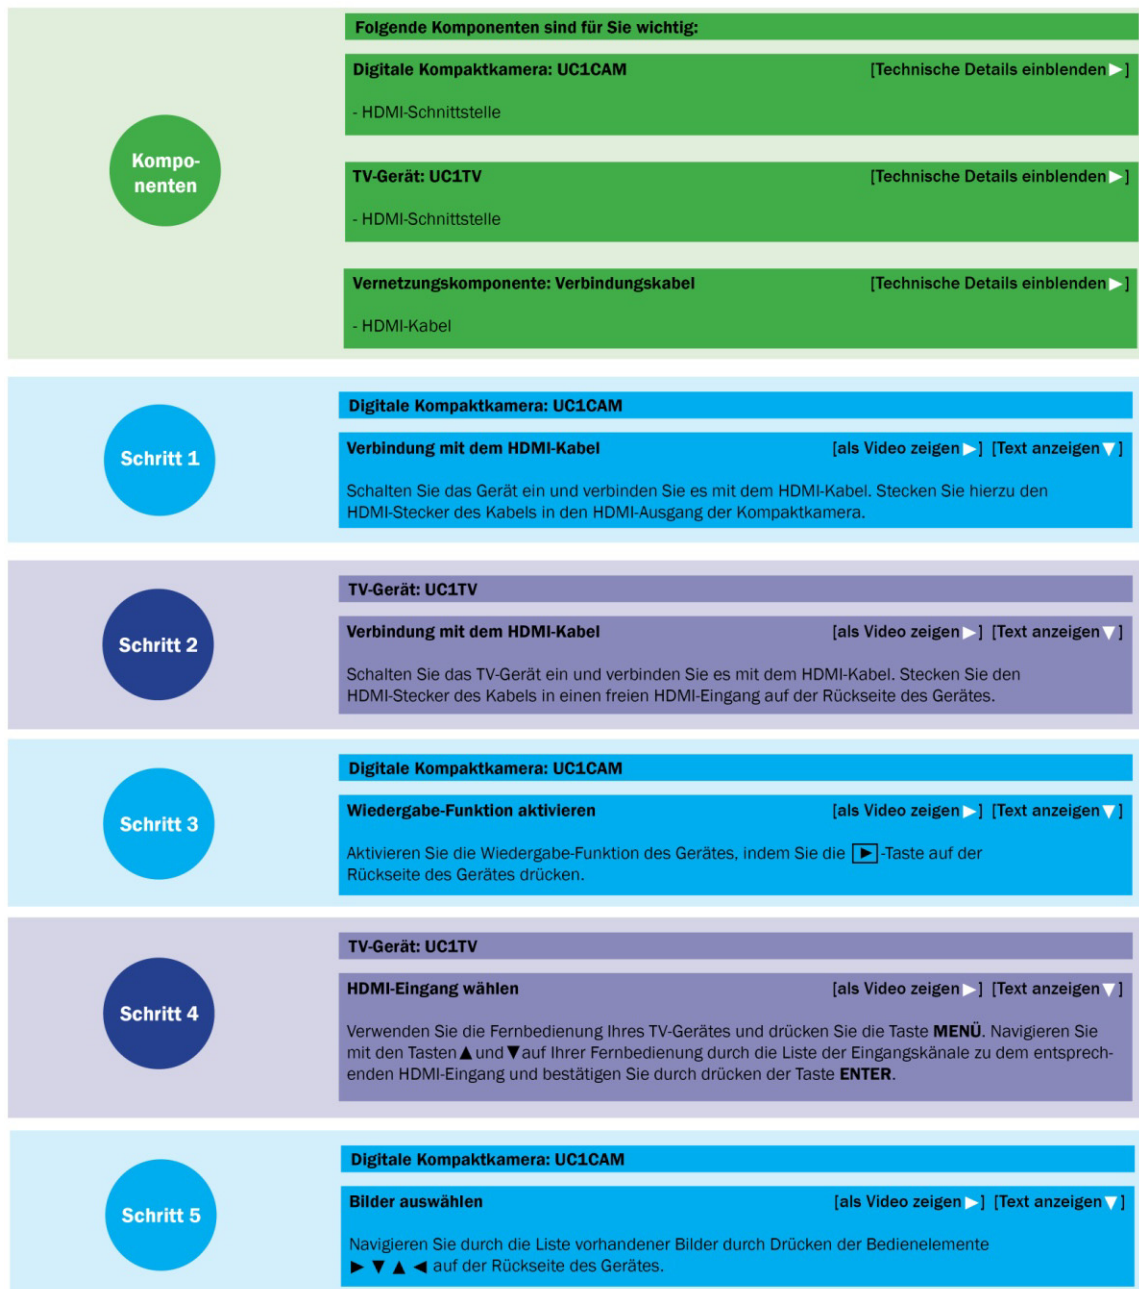 Folgende Komponenten sind für Sie wichtig:
Digitale Kompaktkamera: UC1CAM [Technische Details einblenden▶]
- HDMI-Schnittstelle
Kompo-
nenten
TV-Gerät: UC1TV [Technische Details einblenden▶]
- HDMI-Schnittstelle
Vernetzungskomponente: Verbindungskabel [Technische Details einblenden▶]
- HDMI-Kabel
Schritt 1
Digitale Kompaktkamera: UC1CAM
Verbindung mit dem HDMI-Kabel [als Video zeigen▶] [Text anzeigen▼]
Schalten Sie das Gerät ein und verbinden Sie es mit dem HDMI-Kabel. Stecken Sie hierzu den
HDMI-Stecker des Kabels in den HDMI-Ausgang der Kompaktkamera.
Schritt 2
TV-Gerät: UC1TV
Verbindung mit dem HDMI-Kabel [als Video zeigen▶] [Text anzeigen▼]
Schalten Sie das TV-Gerät ein und verbinden Sie es mit dem HDMI-Kabel. Stecken Sie den
HDMI-Stecker des Kabels in einen freien HDMI-Eingang auf der Rückseite des Gerätes.
Schritt 3
Digitale Kompaktkamera: UC1CAM
Wiedergabe-Funktion aktivieren [als Video zeigen▶] [Text anzeigen▼]
Aktivieren Sie die Wiedergabe-Funktion des Gerätes, indem Sie die ▶-Taste auf der
Rückseite des Gerätes drücken.
Schritt 4
TV-Gerät: UC1TV
HDMI-Eingang wählen [als Video zeigen▶] [Text anzeigen▼]
Verwenden Sie die Fernbedienung Ihres TV-Gerätes und drücken Sie die Taste MENÜ. Navigieren Sie
mit den Tasten ▲ und ▼ auf Ihrer Fernbedienung durch die Liste der Eingangskänale zu dem entsprech-
enden HDMI-Eingang und bestätigen Sie durch drücken der Taste ENTER.
Schritt 5
Digitale Kompaktkamera: UC1CAM
Bilder auswählen [als Video zeigen▶] [Text anzeigen▼]
Navigieren Sie durch die Liste vorhandener Bilder durch Drücken der Bedienelemente
▶ ▼ ▲ ◀ auf der Rückseite des Gerätes.